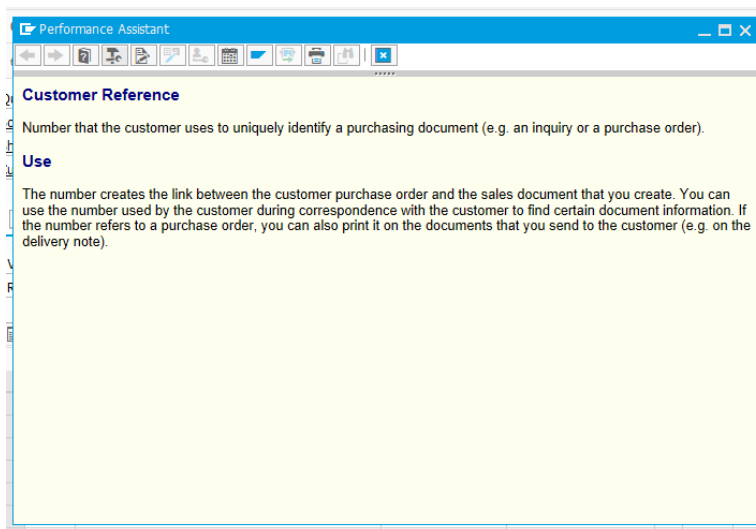 Performance Assistant
Customer Reference
Number that the customer uses to uniquely identify a purchasing document (e.g. an inquiry or a purchase order).
Use
The number creates the link between the customer purchase order and the sales document that you create. You can
use the number used by the customer during correspondence with the customer to find certain document information. If
the number refers to a purchase order, you can also print it on the documents that you send to the customer (e.g. on the
delivery note).